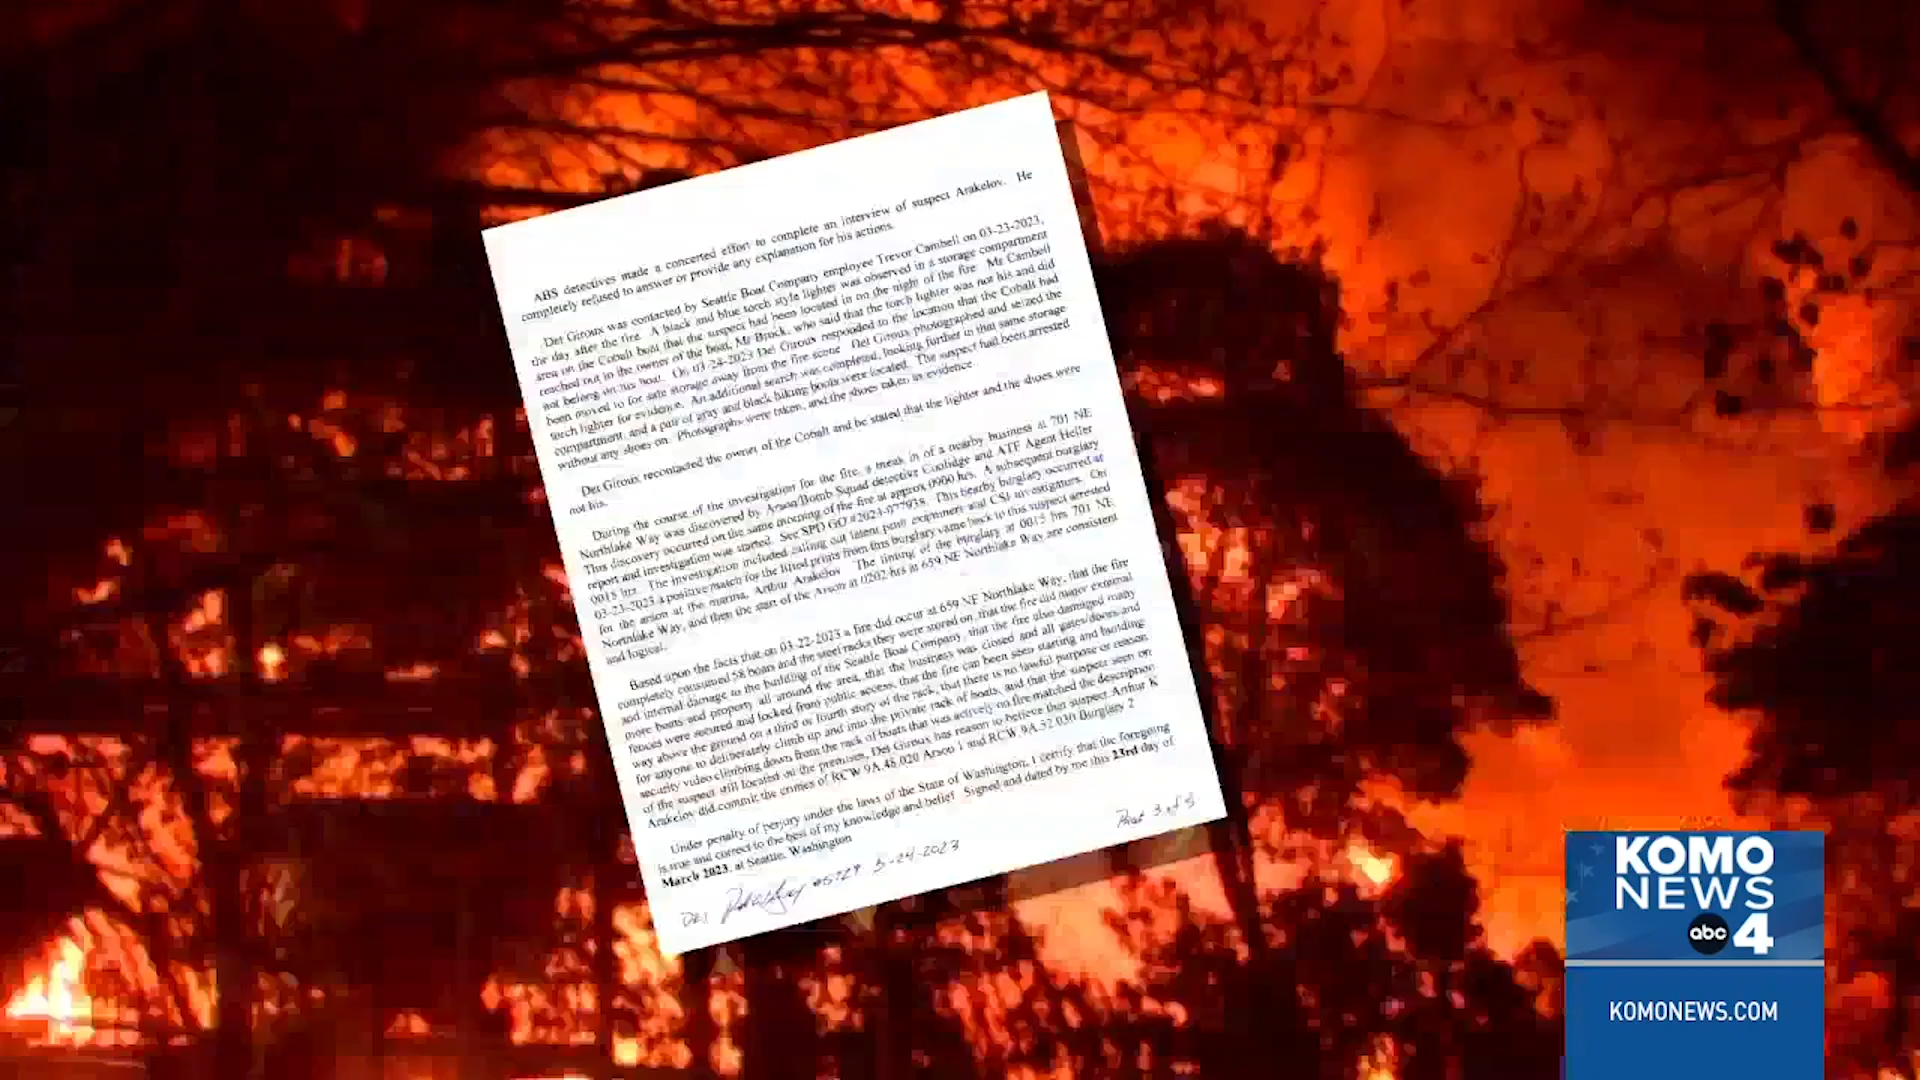 ABS detectives made a concerted effort to complete an interview of suspect Arakelov. He
completely refused to answer or provide any explanation for his actions.
Det Giroux was contacted by Seattle Boat Company employee Trevor Cambell on 03-23-2023,
the day after the fire. A black and blue torch style lighter was observed in a storage compartment
area on the Cobalt boat that the suspect had been located in on the night of the fire. Mr Cambell
reached out to the owner of the boat, Mr Brock, who said that the torch lighter was not his and did
not belong on his boat. On 03-24-2023 Det Giroux responded to the location that the Cobalt had
been moved to for safe storage away from the fire scene. Det Giroux photographed and seized the
torch lighter for evidence. An additional search was completed, looking further in that same storage
compartment, and a pair of gray and black hiking boots were located. The suspect had been arrested
without any shoes on. Photographs were taken, and the shoes taken as evidence.
Det Giroux recontacted the owner of the Cobalt and he stated that the lighter and the shoes were
not his.
During the course of the investigation for the fire, a break in of a nearby business at 701 NE
Northlake Way was discovered by Arson/Bomb Squad detective Coolidge and ATF Agent Heller
This discovery occurred on the same morning of the fire at approx 0900 hrs. A subsequent burglary
report and investigation was started. See SPD GO #2023-077938. This nearby burglary occurred at
0015 hrs. The investigation included calling out latent print examiners and CSI investigators. On
03-23-2023 a positive match for the lifted prints from this burglary came back to this suspect arrested
for the arson at the marina, Arthur Arakelov. The timing of the burglary at 0015 hrs 701 NE
Northlake Way, and then the start of the Arson at 0202 hrs at 659 NE Northlake Way are consistent
and logical.
Based upon the facts that on 03-22-2023 a fire did occur at 659 NE Northlake Way, that the fire
completely consumed 58 boats and the steel racks they were stored on, that the fire did major external
and internal damage to the building of the Seattle Boat Company, that the fire also damaged many
more boats and property all around the area, that the business was closed and all gates/doors and
fences were secured and locked from public access, that the fire can been seen starting and building
way above the ground on a third or fourth story of the rack, that there is no lawful purpose or reason
for anyone to deliberately climb up and into the private rack of boats, and that the suspect seen on
security video climbing down from the rack of boats that was actively on fire matched the description
of the suspect still located on the premises, Det Giroux has reason to believe that suspect Arthur K
Arakelov did commit the crimes of RCW 9A.48.020 Arson 1 and RCW 9A.52.030 Burglary 2
Under penalty of perjury under the laws of the State of Washington, I certify that the foregoing
is true and correct to the best of my knowledge and belief. Signed and dated by me this 23rd day of
March 2023, at Seattle, Washington
DET #5729 3-24-2023
3 of 3
KOMO
NEWS
abc 4
KOMONEWS.COM